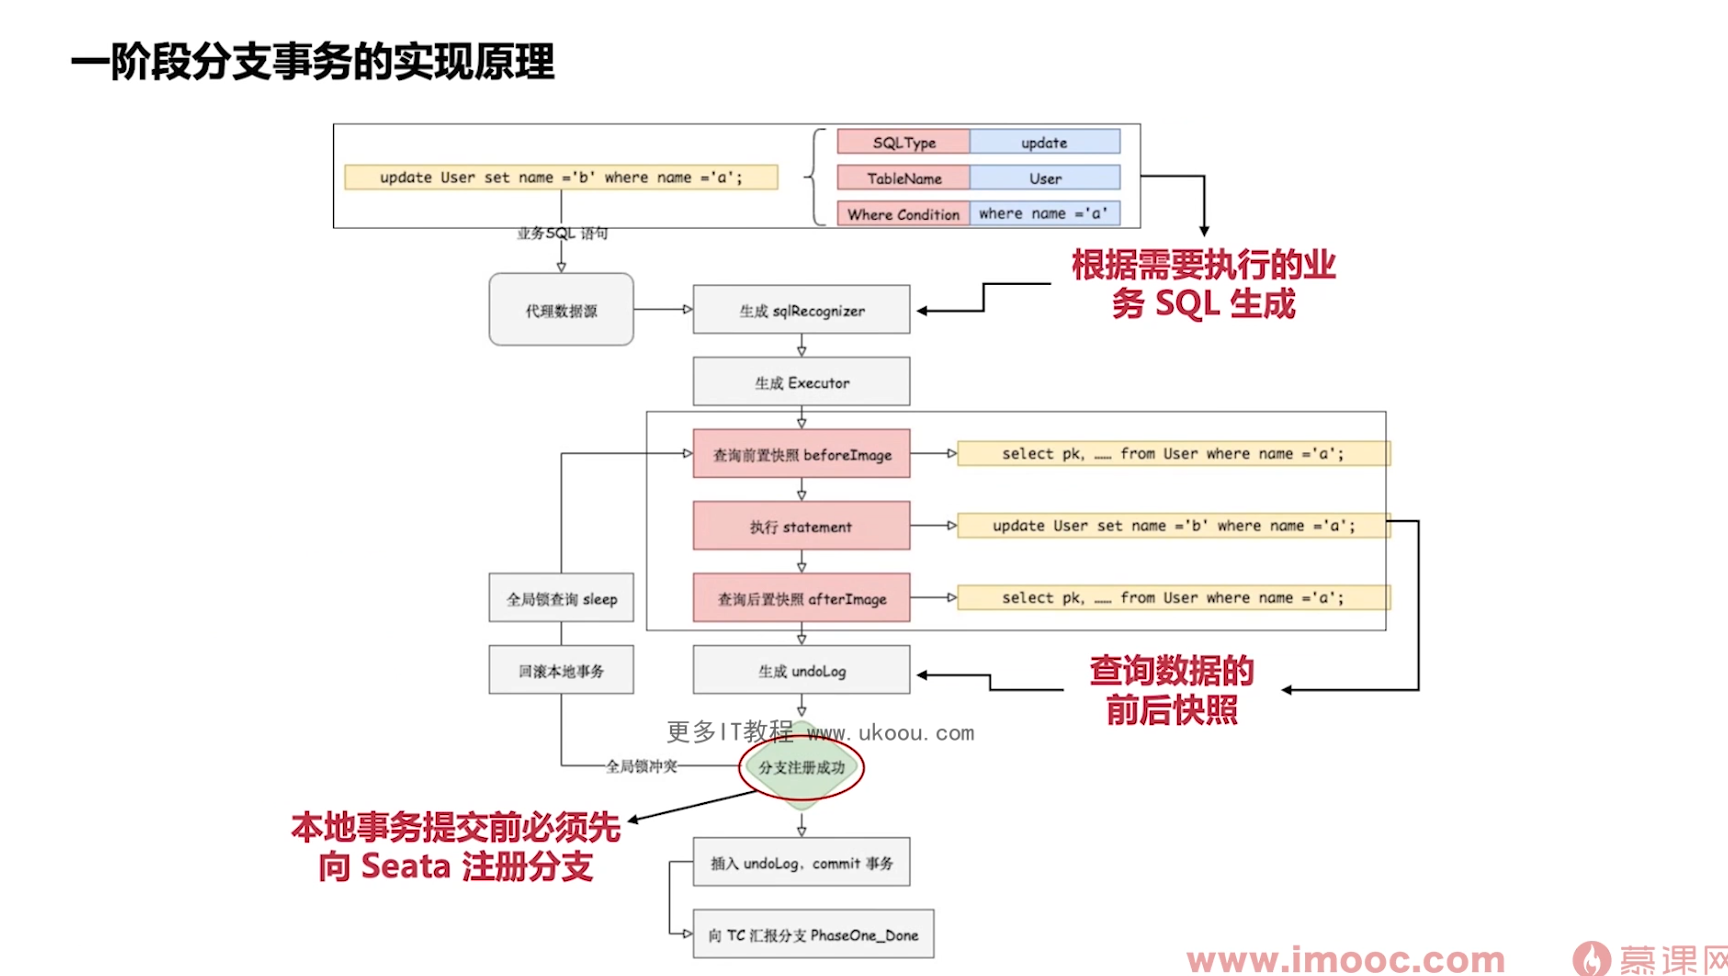 一阶段分支事务的实现原理
SQLType update
update User set name ='b' where name ='a';
TableName User
Where Condition where name ='a'
业务SQL 语句
根据需要执行的业
务 SQL 生成
代理数据源
生成 sqlRecognizer
生成 Executor
查询前置快照 beforeImage
select pk, …… from User where name ='a';
执行 statement
update User set name ='b' where name ='a';
全局锁查询 sleep
查询后置快照 afterImage
select pk, …… from User where name ='a';
回滚本地事务
生成 undoLog
查询数据的
前后快照
更多IT教程 www.ukoou.com
全局锁冲突
分支注册成功
本地事务提交前必须先
向 Seata 注册分支
插入 undoLog，commit 事务
向 TC 汇报分支 PhaseOne_Done
www.imooc.com
慕课网